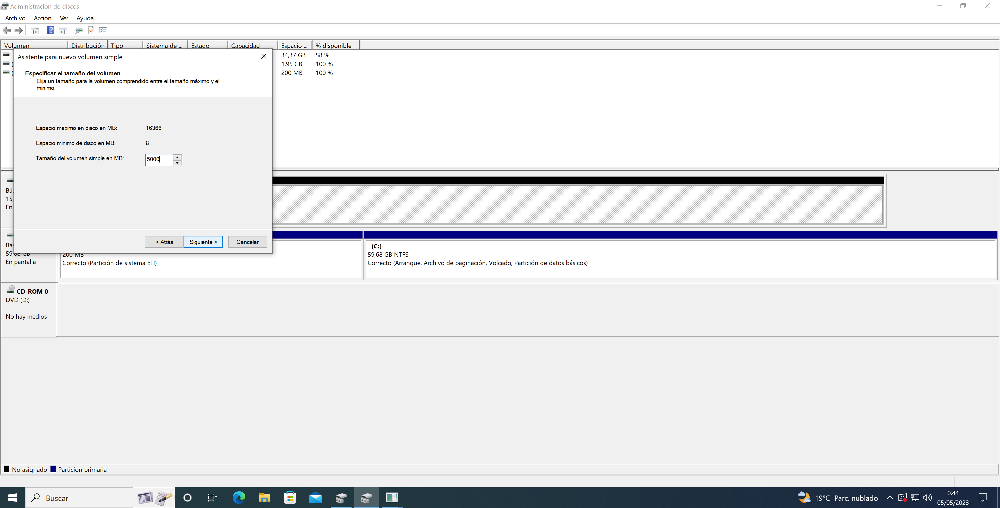 Administración de discos
Archivo Acción Ver Ayuda
Volumen Distribución Tipo Sistema de ... Estado Capacidad Espacio ... % disponible
34,37 GB 58 %
1,95 GB 100 %
200 MB 100 %
Asistente para nuevo volumen simple
Especificar el tamaño del volumen
Elija un tamaño para la volumen comprendido entre el tamaño máximo y el
mínimo.
Espacio máximo en disco en MB: 16366
Espacio mínimo de disco en MB: 8
Tamaño del volumen simple en MB: 5000
< Atrás Siguiente > Cancelar
Bás
15,
En
Bás
59,88 GB
En pantalla
200 MB
Correcto (Partición de sistema EFI)
(C:)
59,68 GB NTFS
Correcto (Arranque, Archivo de paginación, Volcado, Partición de datos básicos)
CD-ROM 0
DVD (D:)
No hay medios
No asignado Partición primaria
Buscar
19°C Parc. nublado
0:44
05/05/2023